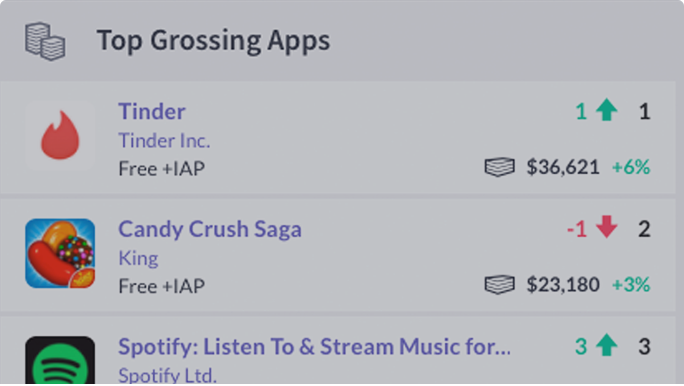 Top Grossing Apps
Tinder 1 1
Tinder Inc.
Free +IAP $36,621 +6%
Candy Crush Saga -1 2
King
Free +IAP $23,180 +3%
Spotify: Listen To & Stream Music for... 3 3
Spotify Ltd.